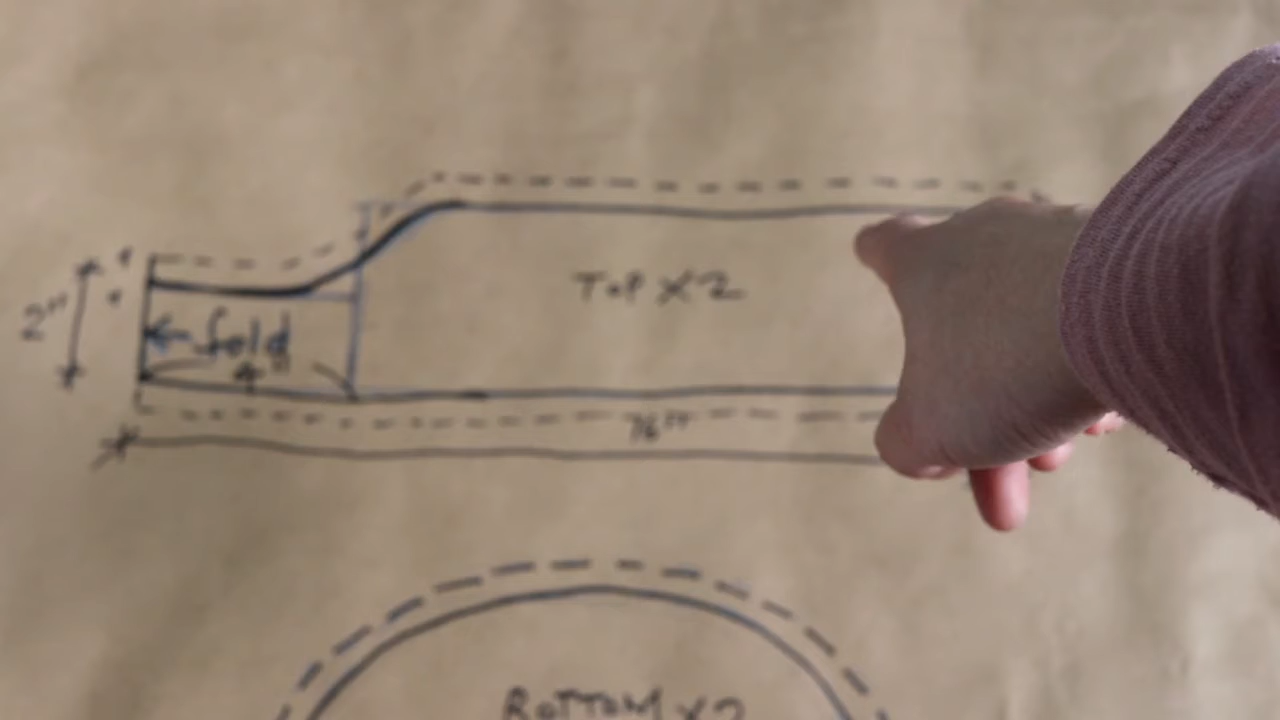 TOP X2
2"
← fold
4"
16"
BOTTOM X2